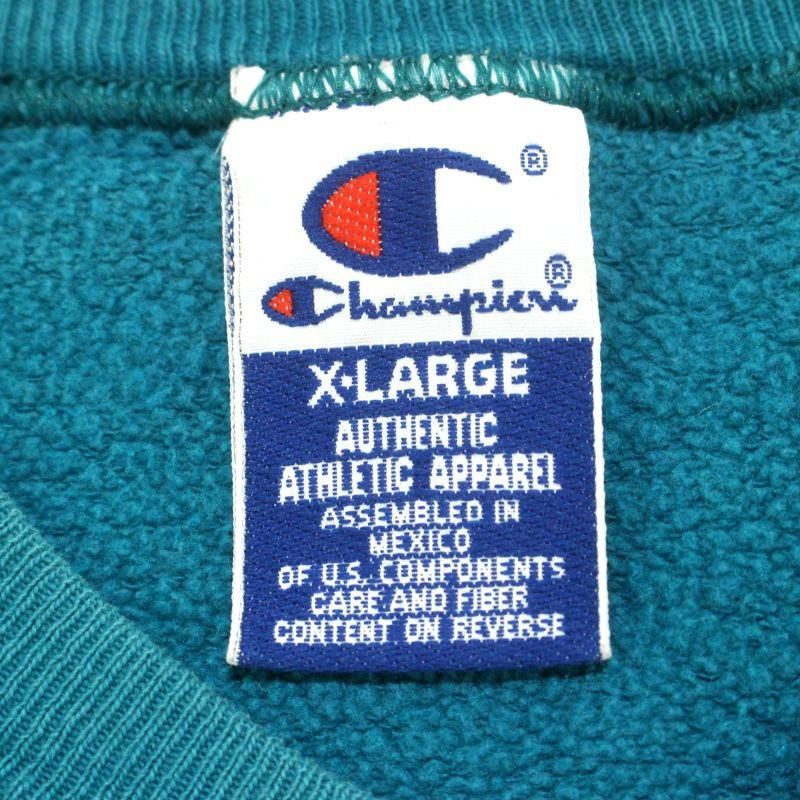 ®
Champion®
X·LARGE
AUTHENTIC
ATHLETIC APPAREL
ASSEMBLED IN
MEXICO
OF U.S. COMPONENTS
CARE AND FIBER
CONTENT ON REVERSE